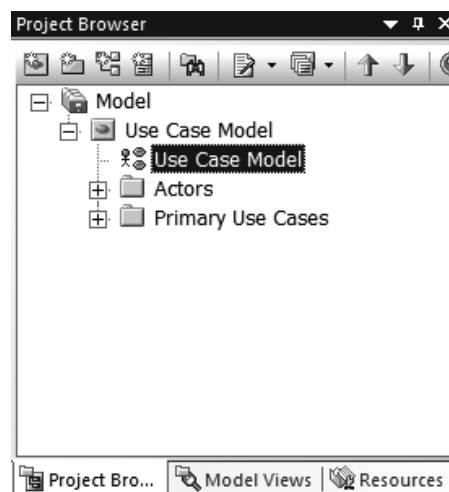 Project Browser
Model
Use Case Model
Use Case Model
Actors
Primary Use Cases
Project Bro... Model Views Resources